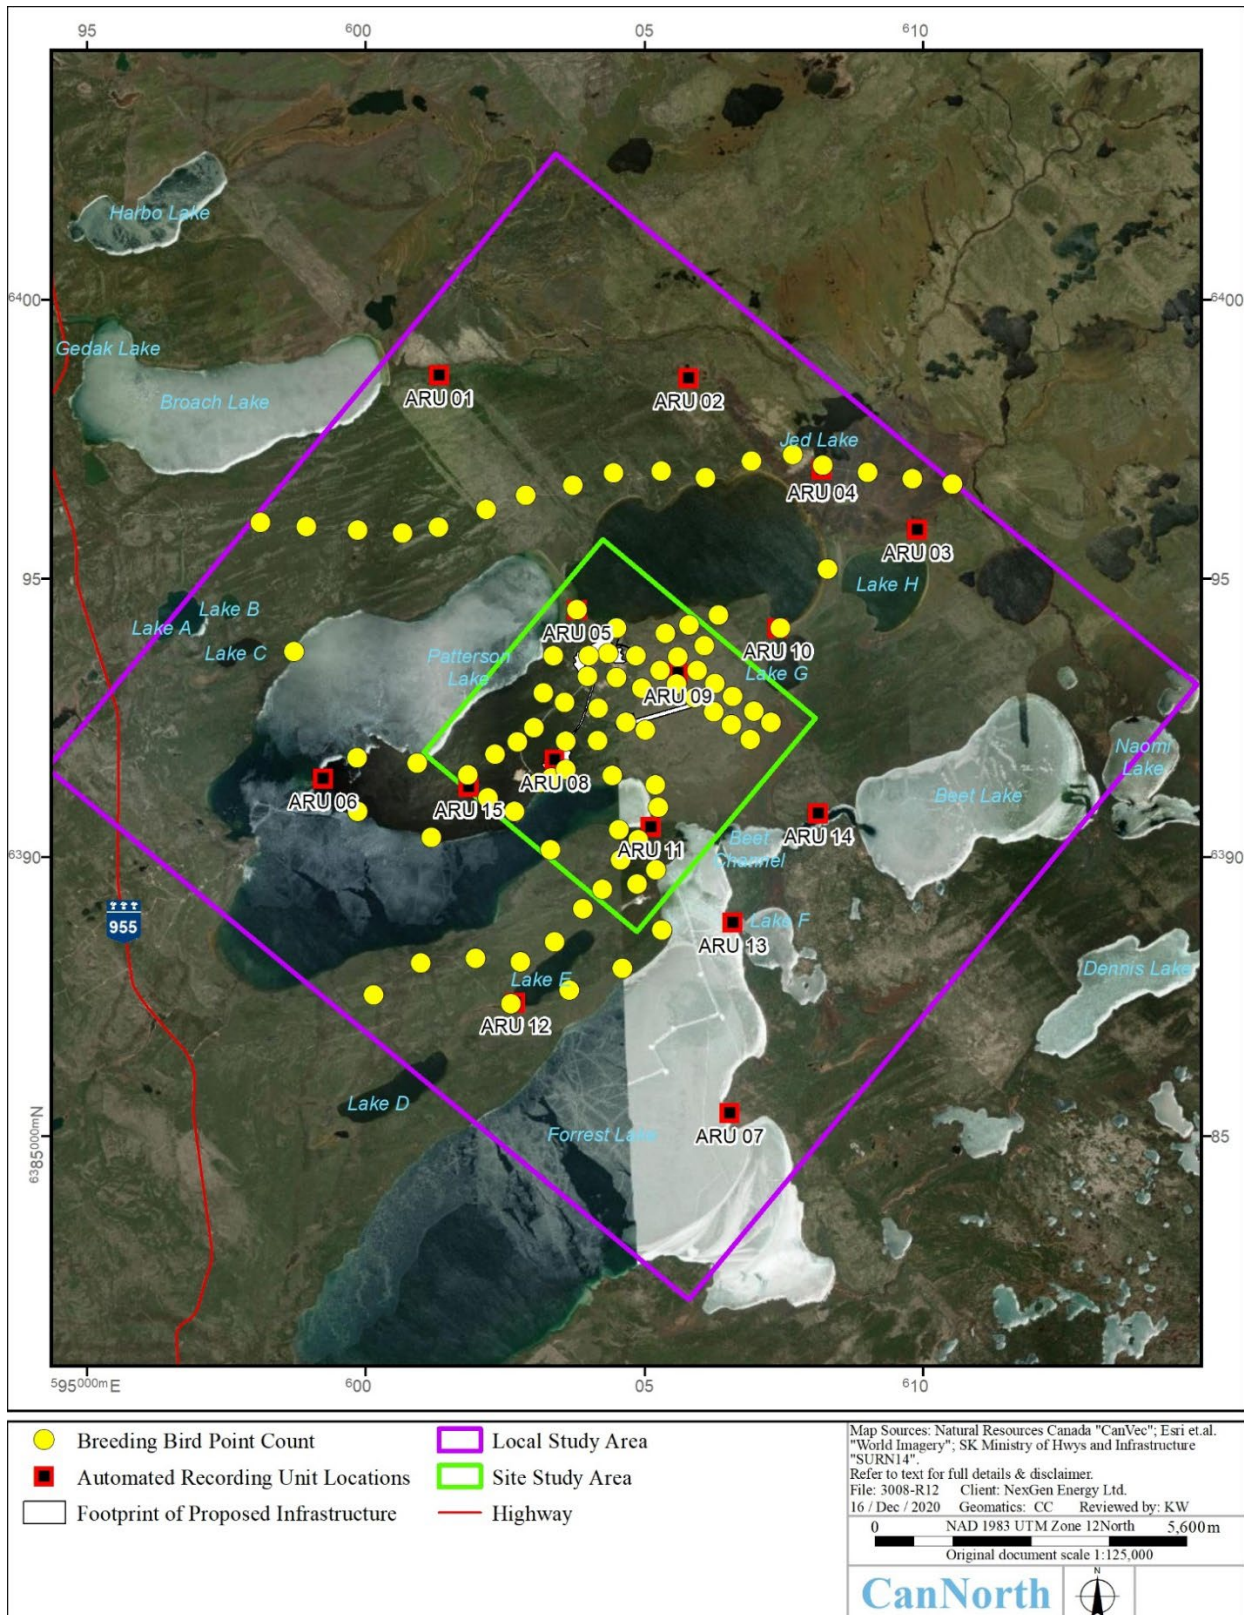 95 600 05 610
Harbo Lake
6400 6400
Gedak Lake
Broach Lake
ARU 01
ARU 02
Jed Lake
ARU 04
ARU 03
95 95
Lake H
Lake B
Lake A
Lake C
ARU 05
ARU 10
Patterson
Lake
Lake G
ARU 09
Naomi
Lake
ARU 06
ARU 08
ARU 15
Beet Lake
ARU 14
ARU 11
Beet
Channel
6390 6390
955
ARU 13
Lake F
Dennis Lake
Lake E
ARU 12
Lake D
ARU 07
Forrest Lake
6385000mN 85
595000mE 600 05 610
Breeding Bird Point Count
Automated Recording Unit Locations
Footprint of Proposed Infrastructure
Local Study Area
Site Study Area
Highway
Map Sources: Natural Resources Canada "CanVec"; Esri et.al.
"World Imagery"; SK Ministry of Hwys and Infrastructure
"SURN14".
Refer to text for full details & disclaimer.
File: 3008-R12 Client: NexGen Energy Ltd.
16 / Dec / 2020 Geomatics: CC Reviewed by: KW
0 NAD 1983 UTM Zone 12North 5,600m
Original document scale 1:125,000
CanNorth
N